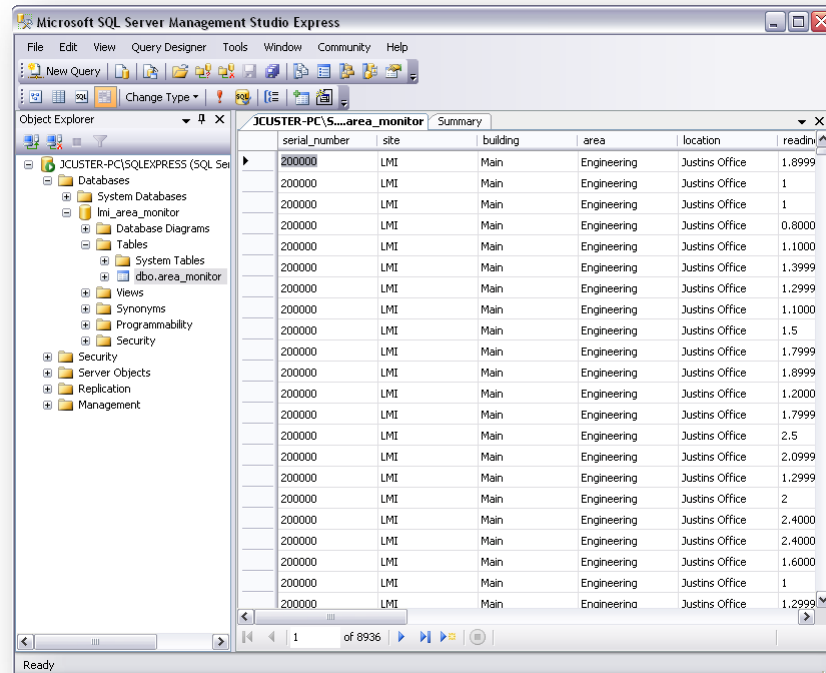 Microsoft SQL Server Management Studio Express
File Edit View Query Designer Tools Window Community Help
New Query
Change Type
Object Explorer
JCUSTER-PC\SQLEXPRESS (SQL Ser
Databases
System Databases
lmi_area_monitor
Database Diagrams
Tables
System Tables
dbo.area_monitor
Views
Synonyms
Programmability
Security
Security
Server Objects
Replication
Management
JCUSTER-PC\S....area_monitor Summary
serial_number site building area location readin
200000 LMI Main Engineering Justins Office 1.8999
200000 LMI Main Engineering Justins Office 1
200000 LMI Main Engineering Justins Office 1
200000 LMI Main Engineering Justins Office 0.8000
200000 LMI Main Engineering Justins Office 1.1000
200000 LMI Main Engineering Justins Office 1.3999
200000 LMI Main Engineering Justins Office 1.2999
200000 LMI Main Engineering Justins Office 1.1000
200000 LMI Main Engineering Justins Office 1.5
200000 LMI Main Engineering Justins Office 1.7999
200000 LMI Main Engineering Justins Office 1.8999
200000 LMI Main Engineering Justins Office 1.2000
200000 LMI Main Engineering Justins Office 1.7999
200000 LMI Main Engineering Justins Office 2.5
200000 LMI Main Engineering Justins Office 2.0999
200000 LMI Main Engineering Justins Office 1.2999
200000 LMI Main Engineering Justins Office 2
200000 LMI Main Engineering Justins Office 2.4000
200000 LMI Main Engineering Justins Office 2.4000
200000 LMI Main Engineering Justins Office 1.6000
200000 LMI Main Engineering Justins Office 1
200000 LMI Main Engineering Justins Office 1.2999
1 of 8936
Ready